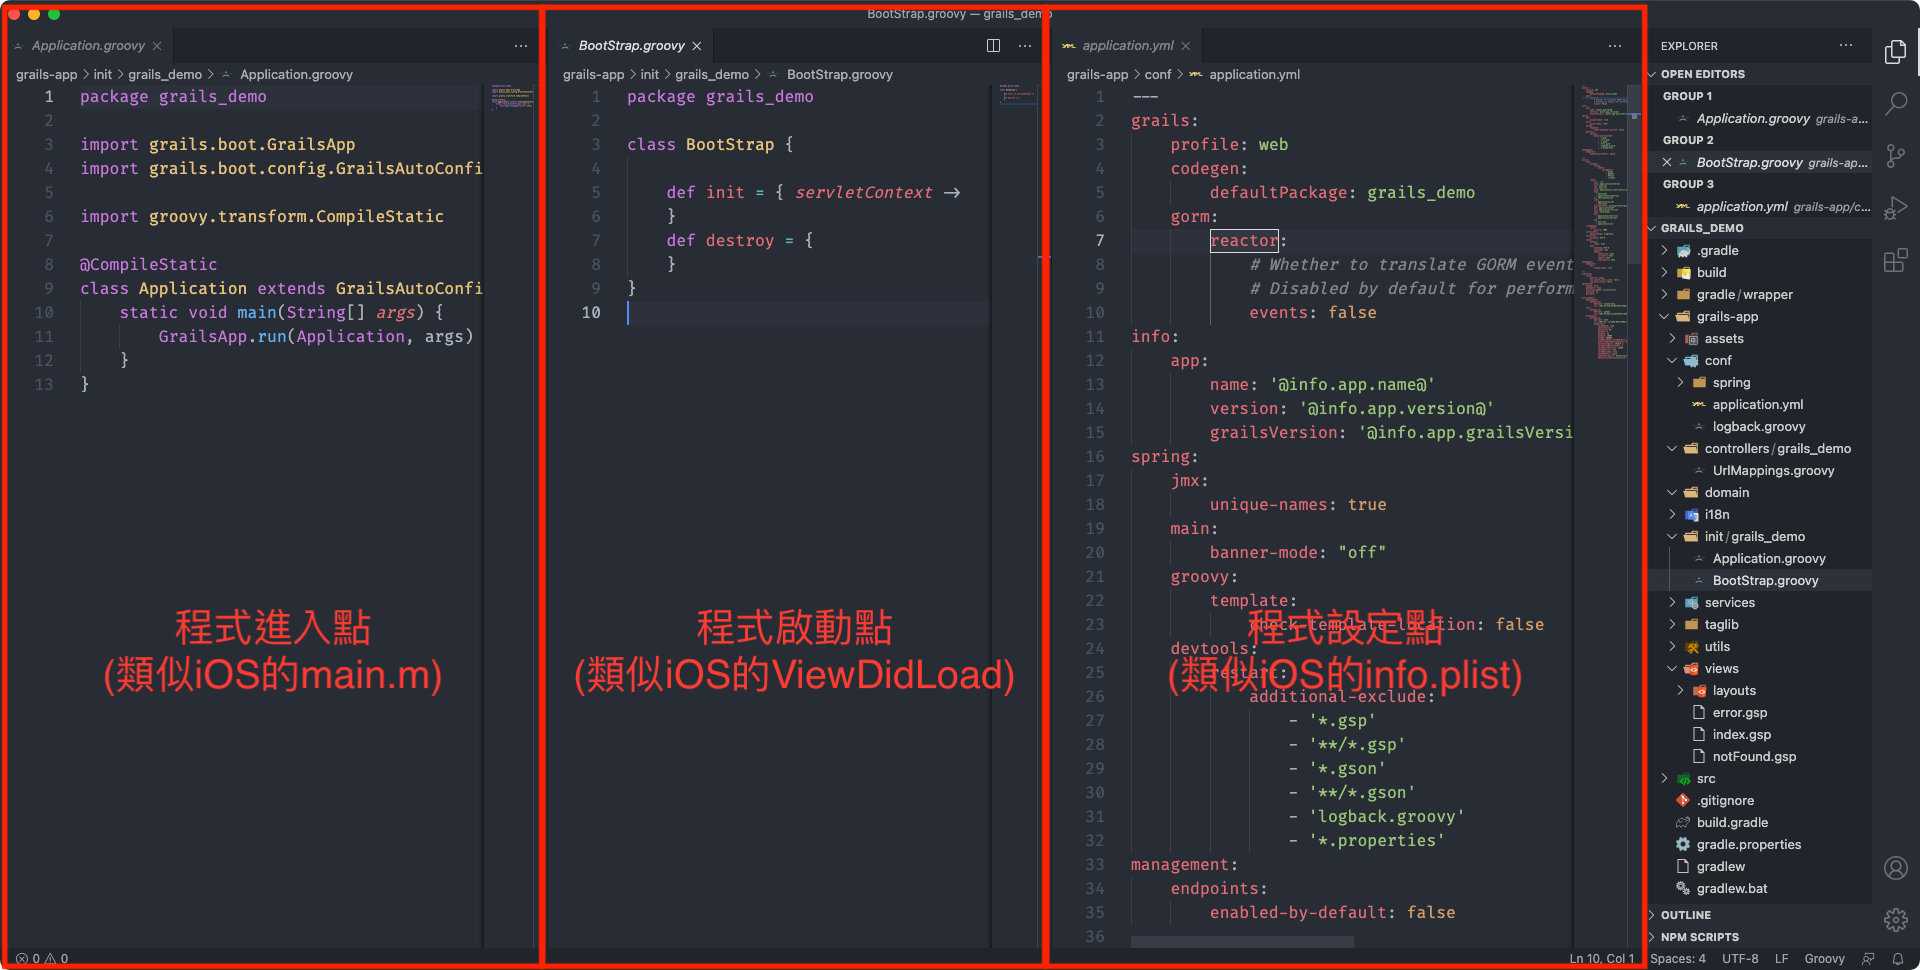 BootStrap.groovy — grails_demo
Application.groovy
grails-app > init > grails_demo > Application.groovy
1 package grails_demo
2
3 import grails.boot.GrailsApp
4 import grails.boot.config.GrailsAutoConfi
5
6 import groovy.transform.CompileStatic
7
8 @CompileStatic
9 class Application extends GrailsAutoConfi
10 static void main(String[] args) {
11 GrailsApp.run(Application, args)
12 }
13 }
程式進入點
(類似iOS的main.m)
BootStrap.groovy
grails-app > init > grails_demo > BootStrap.groovy
1 package grails_demo
2
3 class BootStrap {
4
5 def init = { servletContext ->
6 }
7 def destroy = {
8 }
9 }
10
程式啟動點
(類似iOS的ViewDidLoad)
application.yml
grails-app > conf > application.yml
1 ---
2 grails:
3 profile: web
4 codegen:
5 defaultPackage: grails_demo
6 gorm:
7 reactor:
8 # Whether to translate GORM event
9 # Disabled by default for perform
10 events: false
11 info:
12 app:
13 name: '@info.app.name@'
14 version: '@info.app.version@'
15 grailsVersion: '@info.app.grailsVersi
16 spring:
17 jmx:
18 unique-names: true
19 main:
20 banner-mode: "off"
21 groovy:
22 template:
23 check-template-location: false
24 devtools:
25 restart:
26 additional-exclude:
27 - '*.gsp'
28 - '**/*.gsp'
29 - '*.gson'
30 - '**/*.gson'
31 - 'logback.groovy'
32 - '*.properties'
33 management:
34 endpoints:
35 enabled-by-default: false
36
程式設定點
(類似iOS的info.plist)
EXPLORER
OPEN EDITORS
GROUP 1
Application.groovy grails-a...
GROUP 2
BootStrap.groovy grails-ap...
GROUP 3
application.yml grails-app/c...
GRAILS_DEMO
.gradle
build
gradle/wrapper
grails-app
assets
conf
spring
application.yml
logback.groovy
controllers/grails_demo
UrlMappings.groovy
domain
i18n
init/grails_demo
Application.groovy
BootStrap.groovy
services
taglib
utils
views
layouts
error.gsp
index.gsp
notFound.gsp
src
.gitignore
build.gradle
gradle.properties
gradlew
gradlew.bat
OUTLINE
NPM SCRIPTS
0 0
Ln 10, Col 1 Spaces: 4 UTF-8 LF Groovy